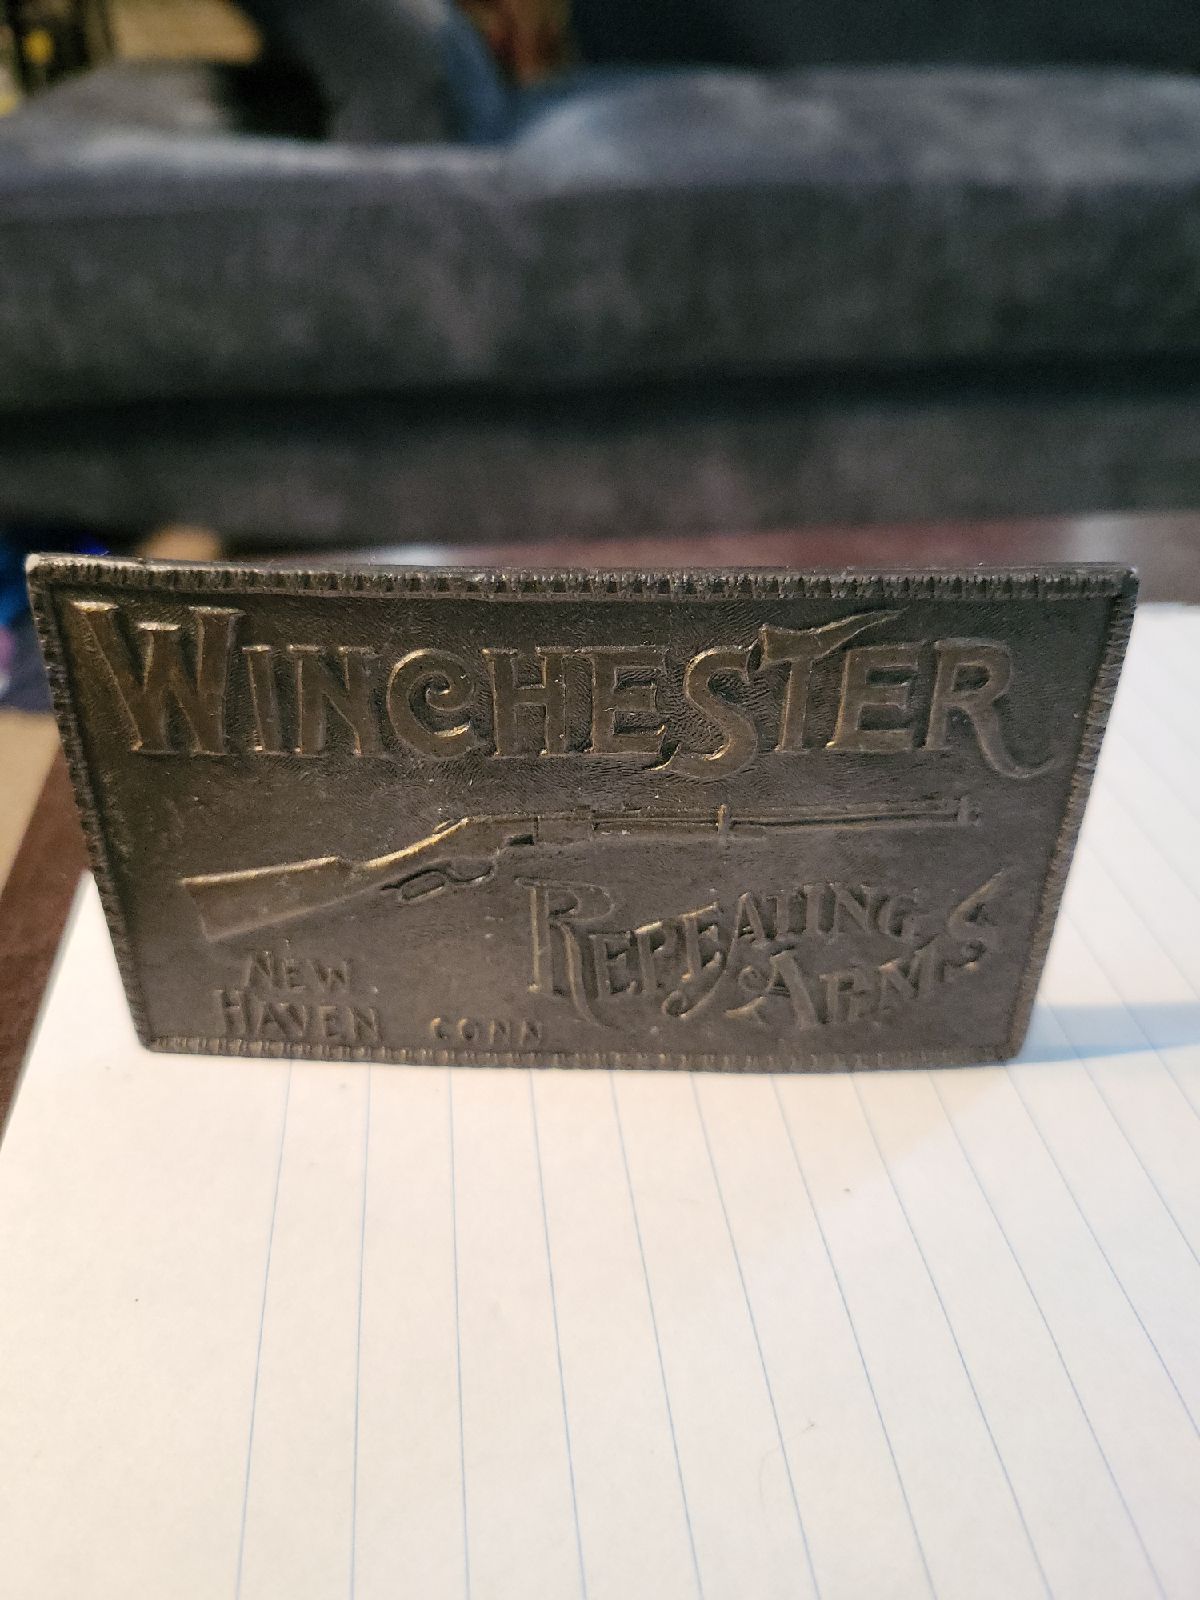 WINCHESTER
REPEATING
ARMS
NEW
HAVEN CONN